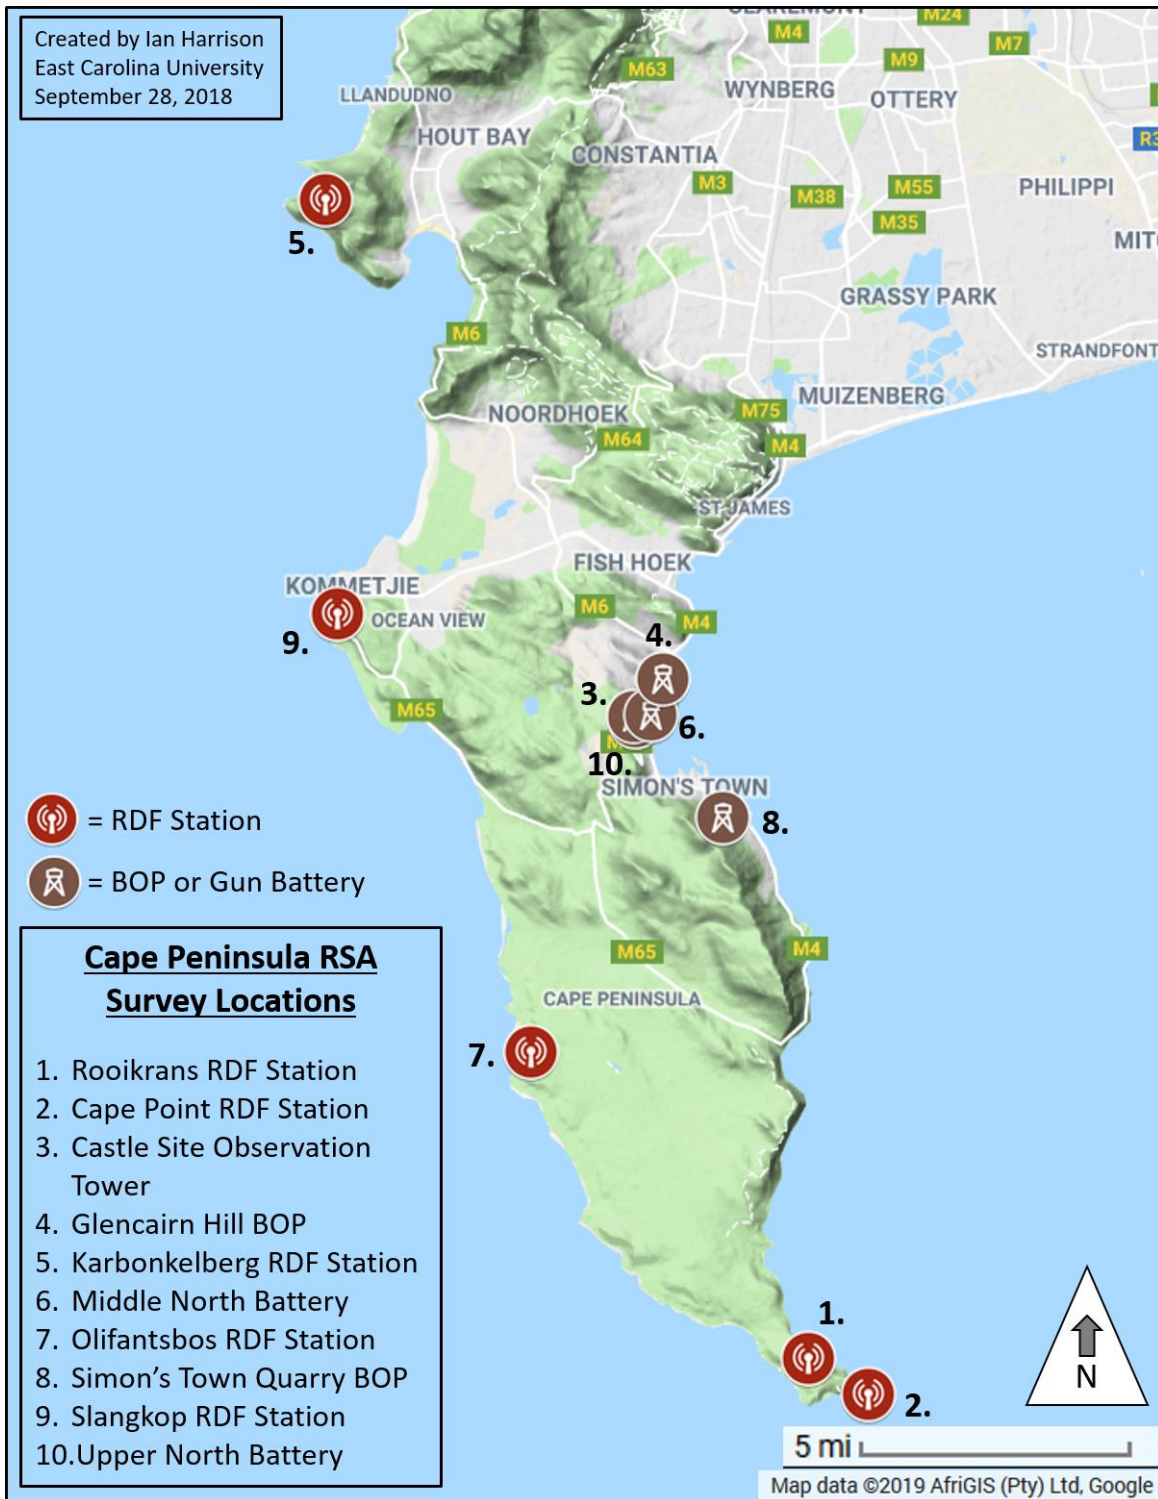 Created by Ian Harrison
East Carolina University
September 28, 2018
M24
M4
M7
M9
M63
WYNBERG
OTTERY
LLANDUDNO
HOUT BAY
CONSTANTIA
M3
M38
M55
M35
PHILIPPI
5.
GRASSY PARK
M6
STRANDFONT
MUIZENBERG
NOORDHOEK
M75
M64
M4
ST JAMES
FISH HOEK
KOMMETJIE
OCEAN VIEW
9.
M6
M4
4.
3.
M65
6.
10.
SIMON'S TOWN
8.
= RDF Station
= BOP or Gun Battery
M65
M4
CAPE PENINSULA
7.
Cape Peninsula RSA
Survey Locations
1. Rooikrans RDF Station
2. Cape Point RDF Station
3. Castle Site Observation
Tower
4. Glencairn Hill BOP
5. Karbonkelberg RDF Station
6. Middle North Battery
7. Olifantsbos RDF Station
8. Simon's Town Quarry BOP
9. Slangkop RDF Station
10.Upper North Battery
1.
2.
N
5 mi
Map data ©2019 AfriGIS (Pty) Ltd, Google